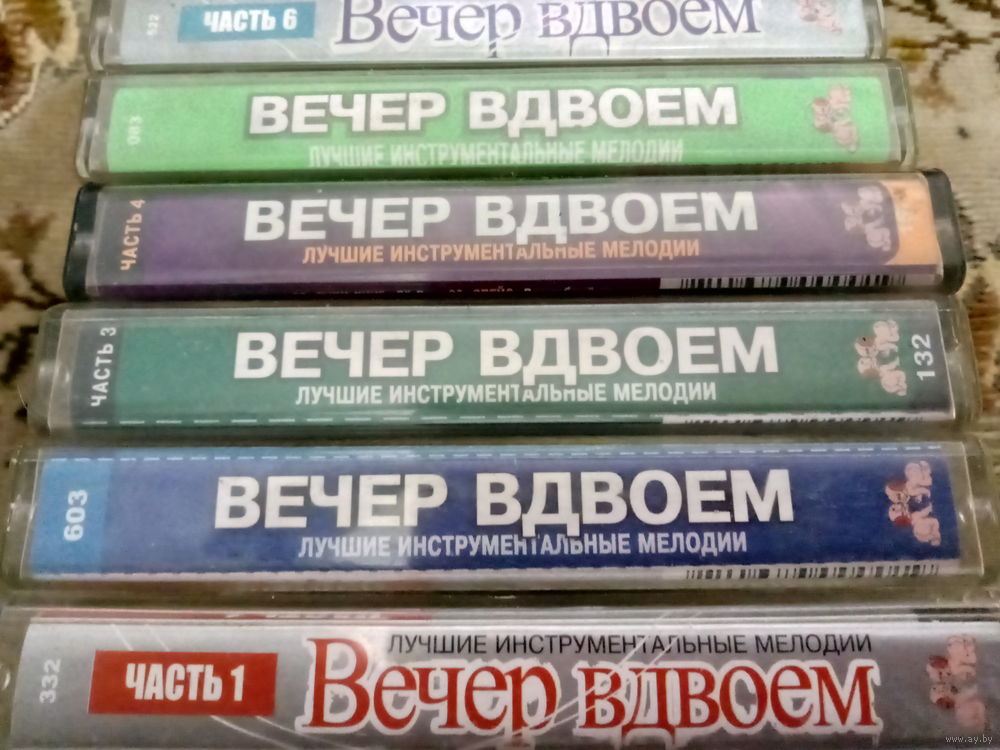 522
ЧАСТЬ 6
Вечер вдвоем
083
ВЕЧЕР ВДВОЕМ
ЛУЧШИЕ ИНСТРУМЕНТАЛЬНЫЕ МЕЛОДИИ
ЧАСТЬ 4
ВЕЧЕР ВДВОЕМ
ЛУЧШИЕ ИНСТРУМЕНТАЛЬНЫЕ МЕЛОДИИ
ЧАСТЬ 3
ВЕЧЕР ВДВОЕМ
ЛУЧШИЕ ИНСТРУМЕНТАЛЬНЫЕ МЕЛОДИИ
132
603
ВЕЧЕР ВДВОЕМ
ЛУЧШИЕ ИНСТРУМЕНТАЛЬНЫЕ МЕЛОДИИ
332
ЧАСТЬ 1
ЛУЧШИЕ ИНСТРУМЕНТАЛЬНЫЕ МЕЛОДИИ
Вечер вдвоем
www.ay.by